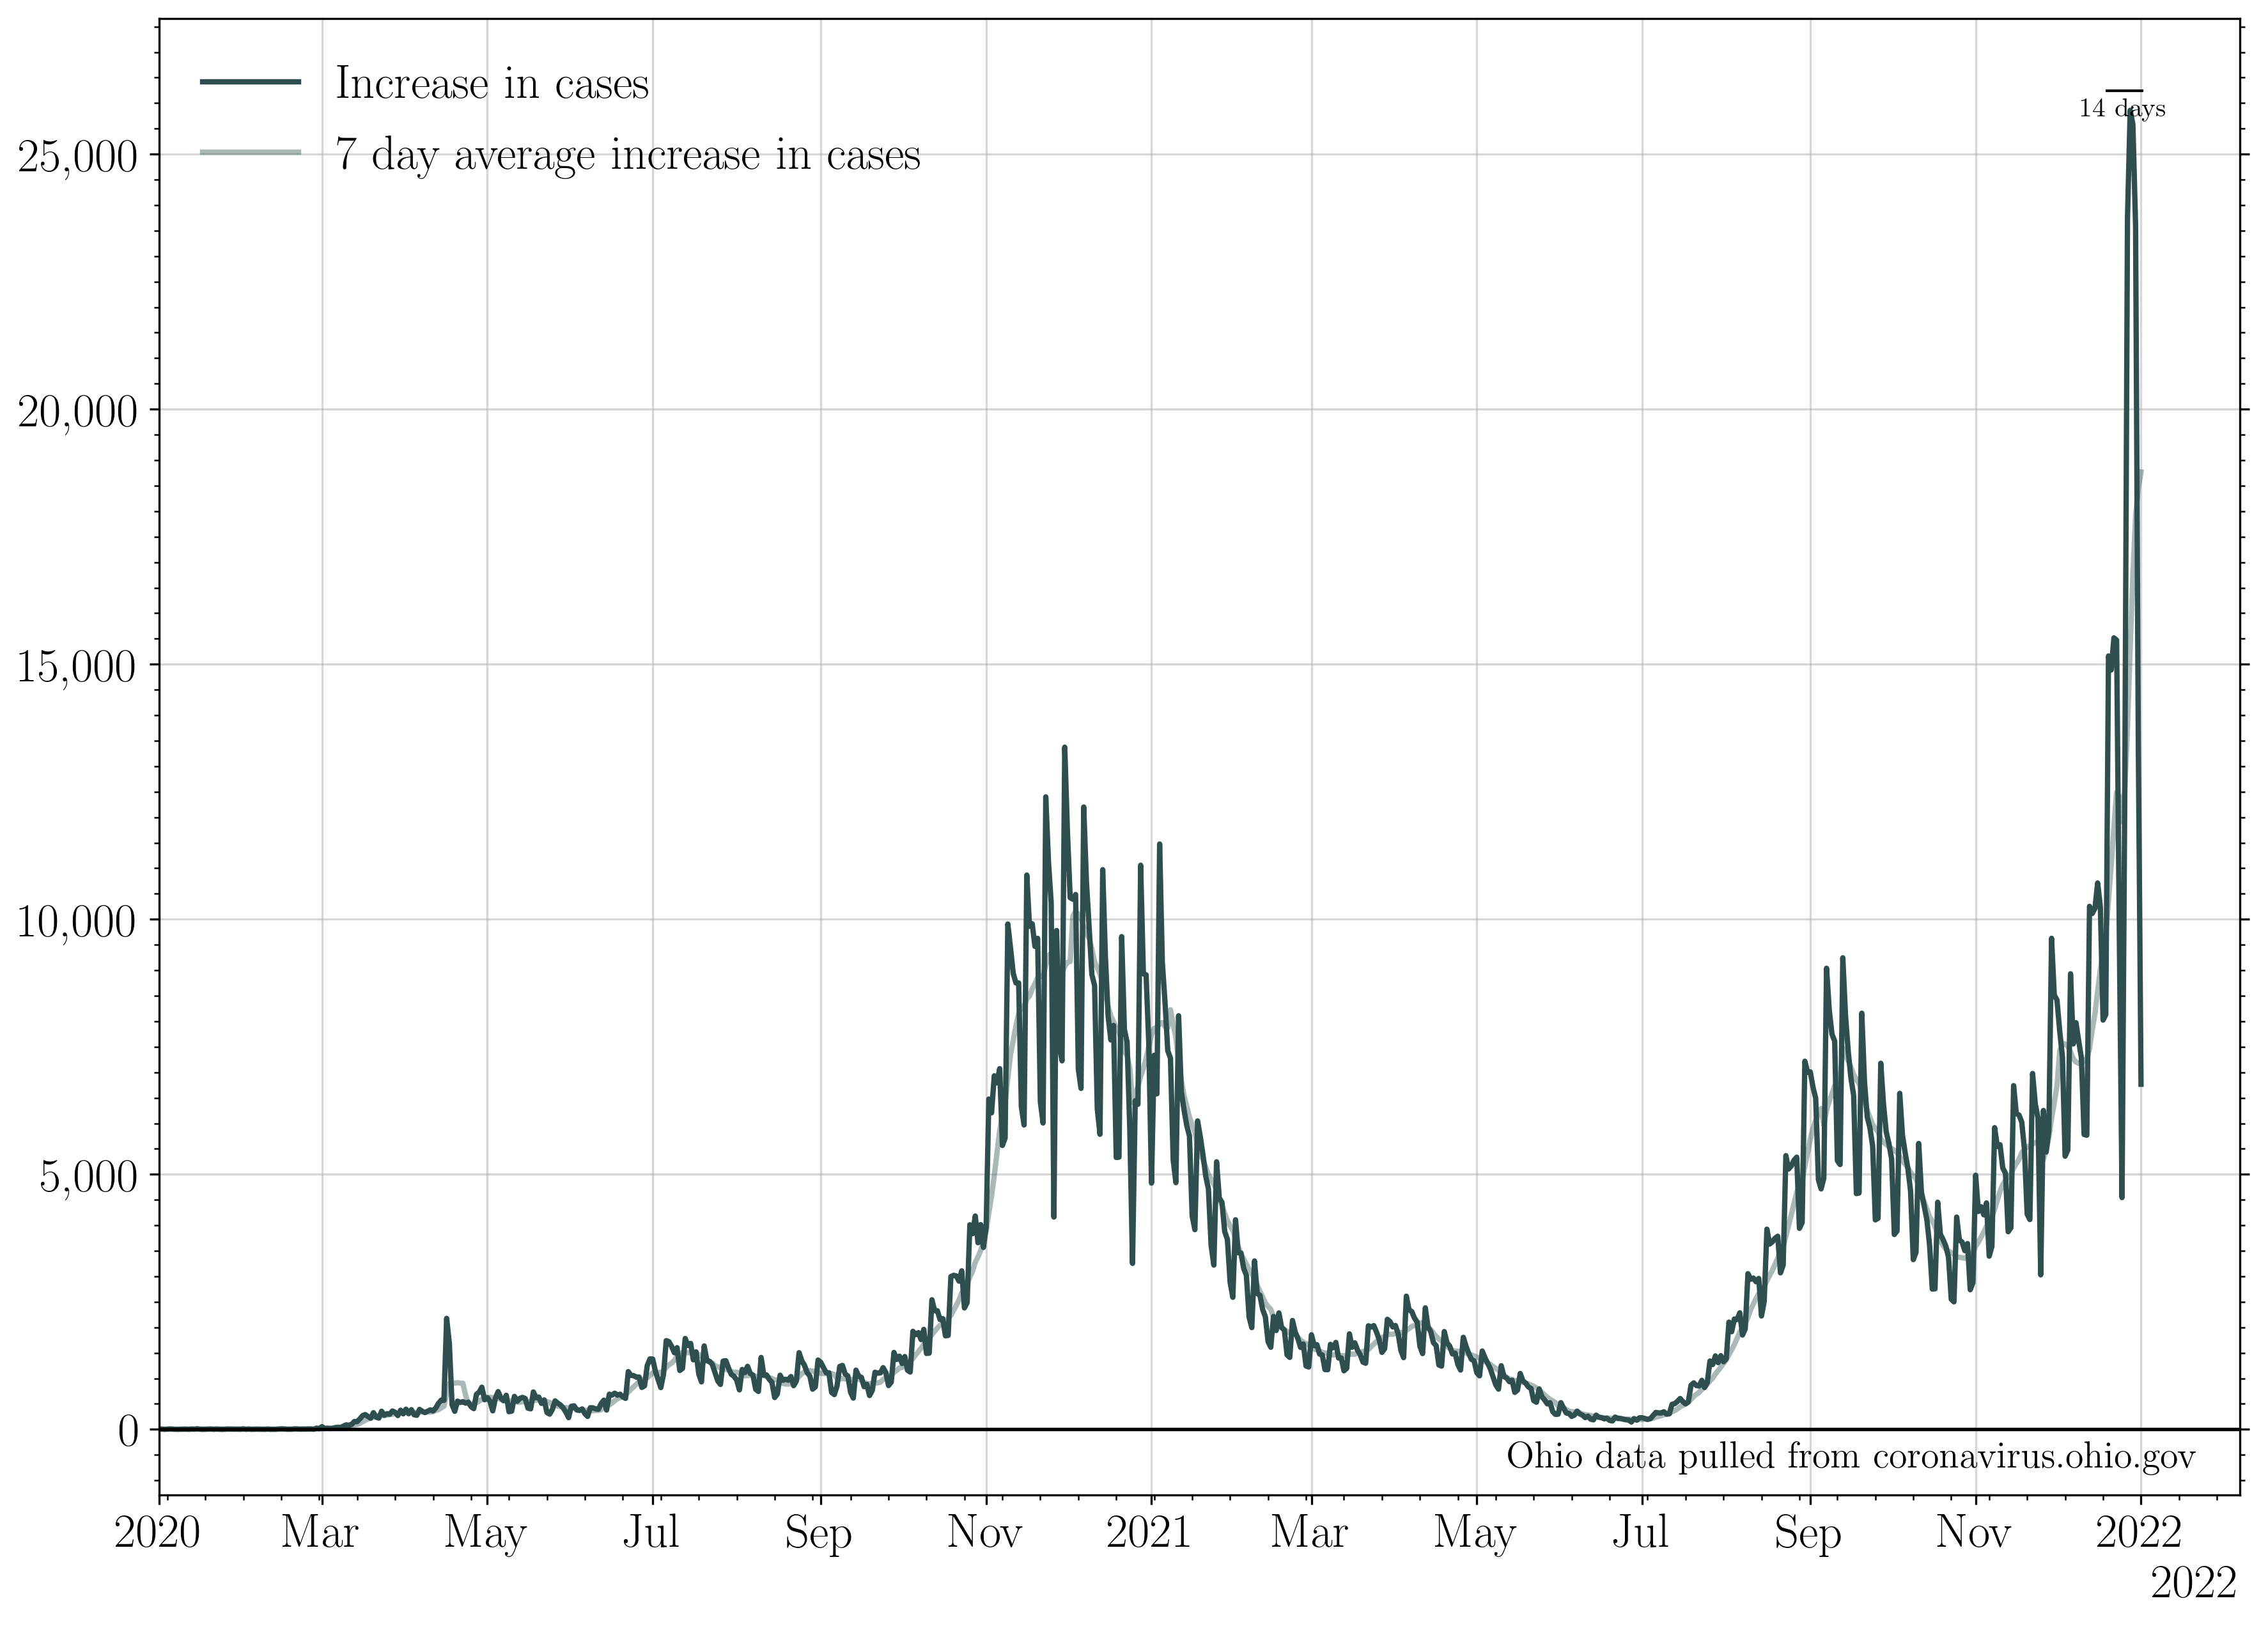 Increase in cases
7 day average increase in cases
14 days
25,000
20,000
15,000
10,000
5,000
0
Ohio data pulled from coronavirus.ohio.gov
2020 Mar May Jul Sep Nov 2021 Mar May Jul Sep Nov 2022
2022